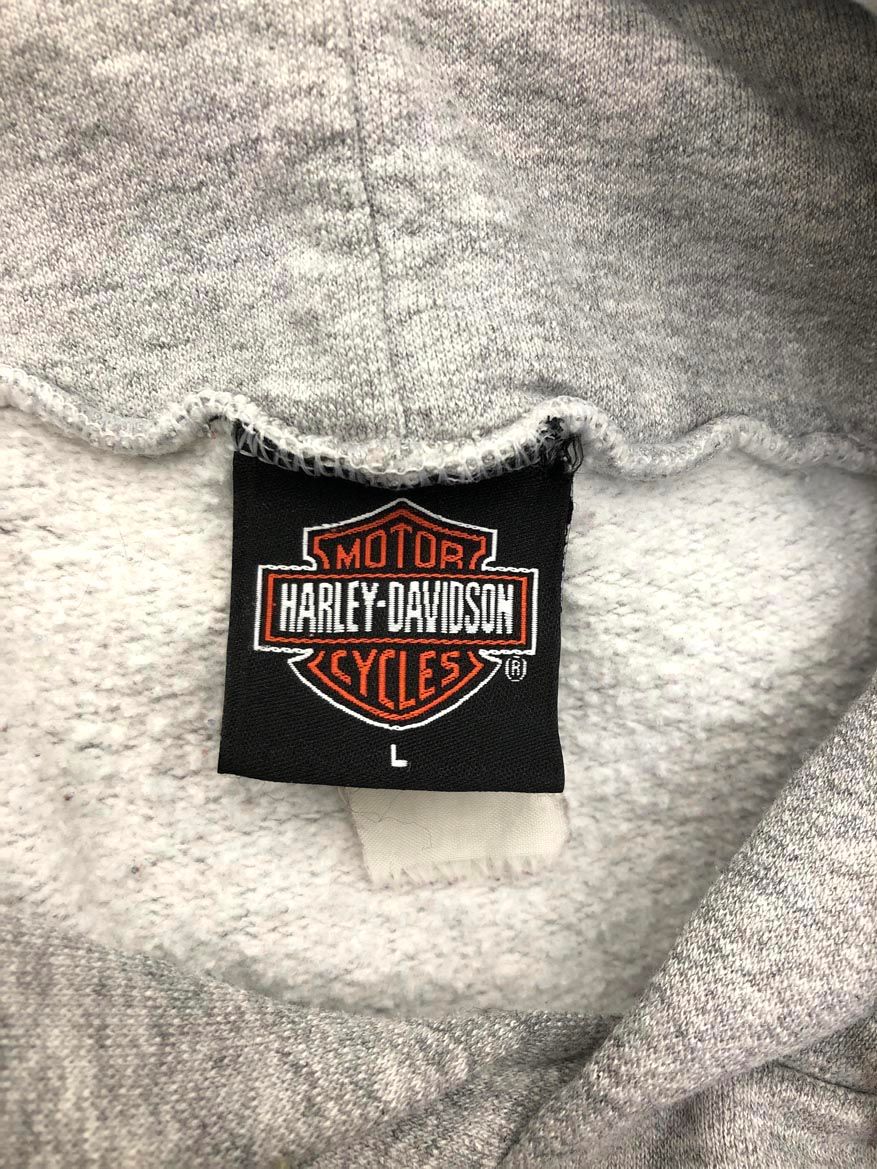 MOTOR
HARLEY-DAVIDSON
CYCLES
®
L